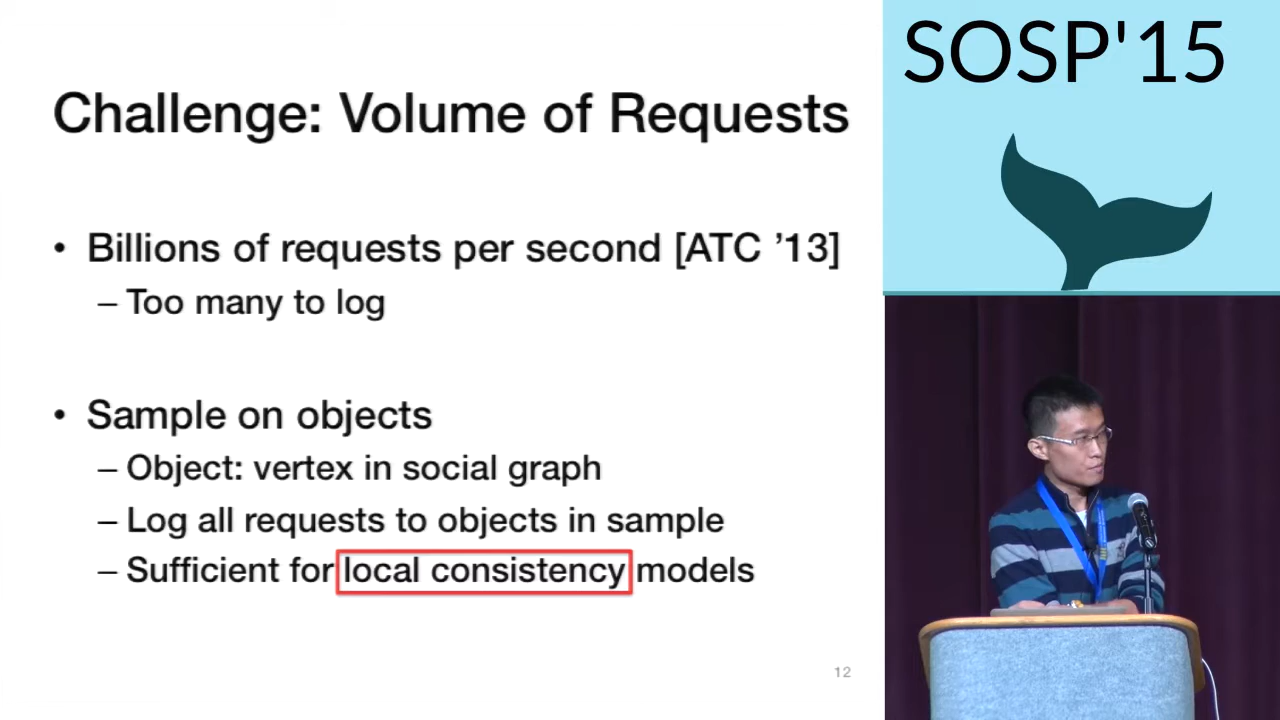 Challenge: Volume of Requests
• Billions of requests per second [ATC ’13]
– Too many to log
• Sample on objects
– Object: vertex in social graph
– Log all requests to objects in sample
– Sufficient for local consistency models
12
SOSP'15